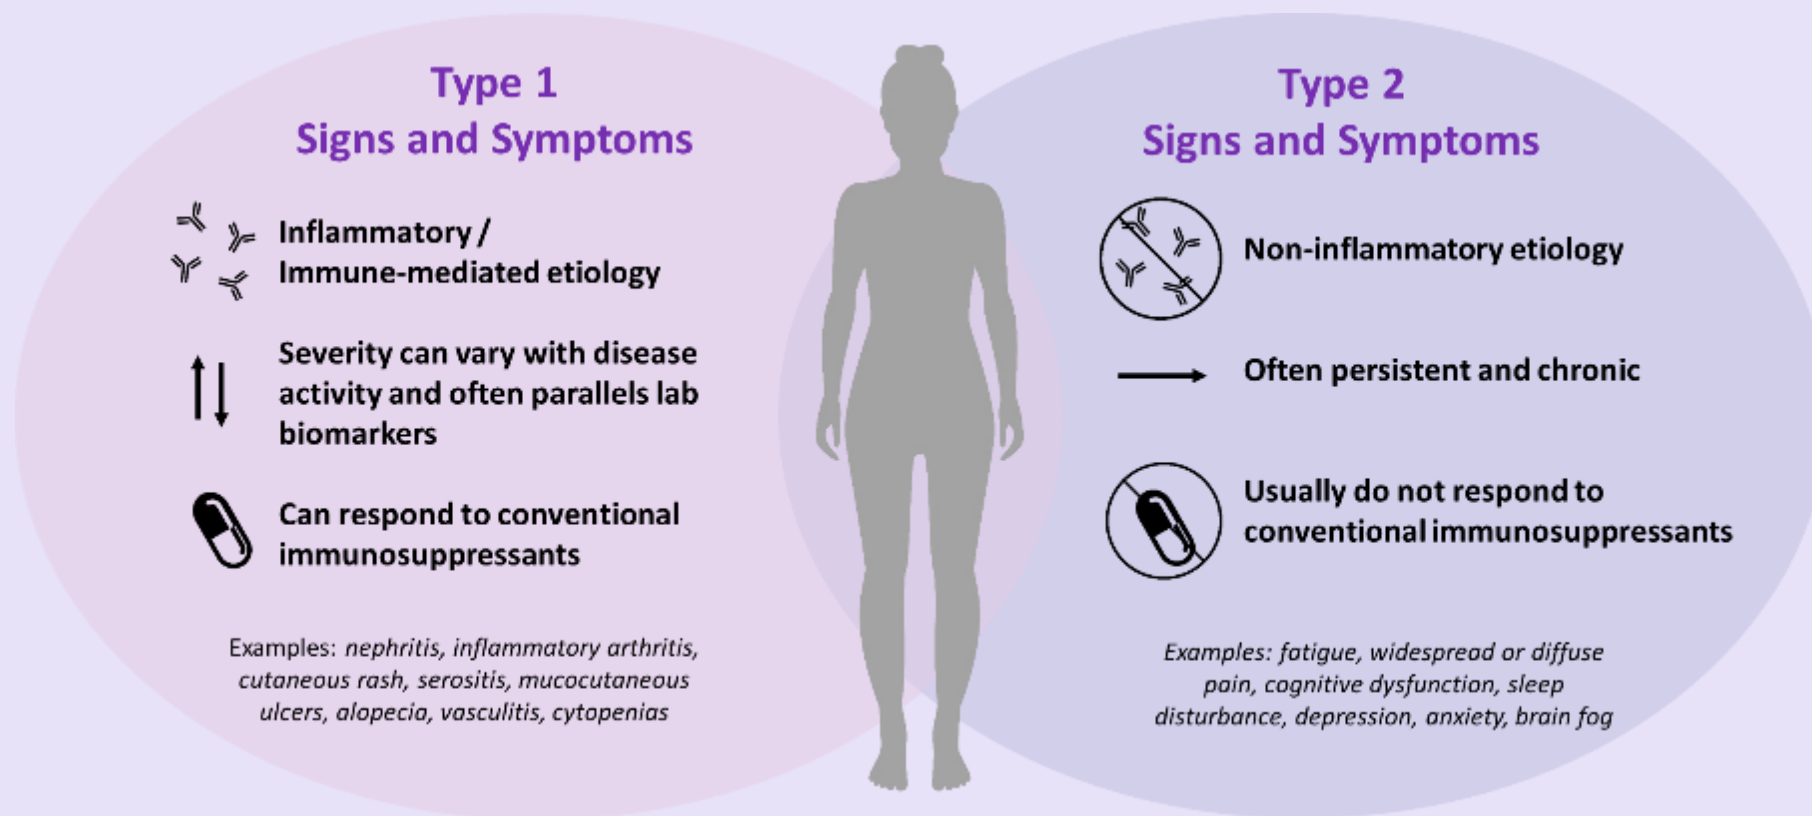 Type 1
Signs and Symptoms
Inflammatory /
Immune-mediated etiology
Severity can vary with disease
activity and often parallels lab
biomarkers
Can respond to conventional
immunosuppressants
Examples: nephritis, inflammatory arthritis,
cutaneous rash, serositis, mucocutaneous
ulcers, alopecia, vasculitis, cytopenias
Type 2
Signs and Symptoms
Non-inflammatory etiology
Often persistent and chronic
Usually do not respond to
conventional immunosuppressants
Examples: fatigue, widespread or diffuse
pain, cognitive dysfunction, sleep
disturbance, depression, anxiety, brain fog